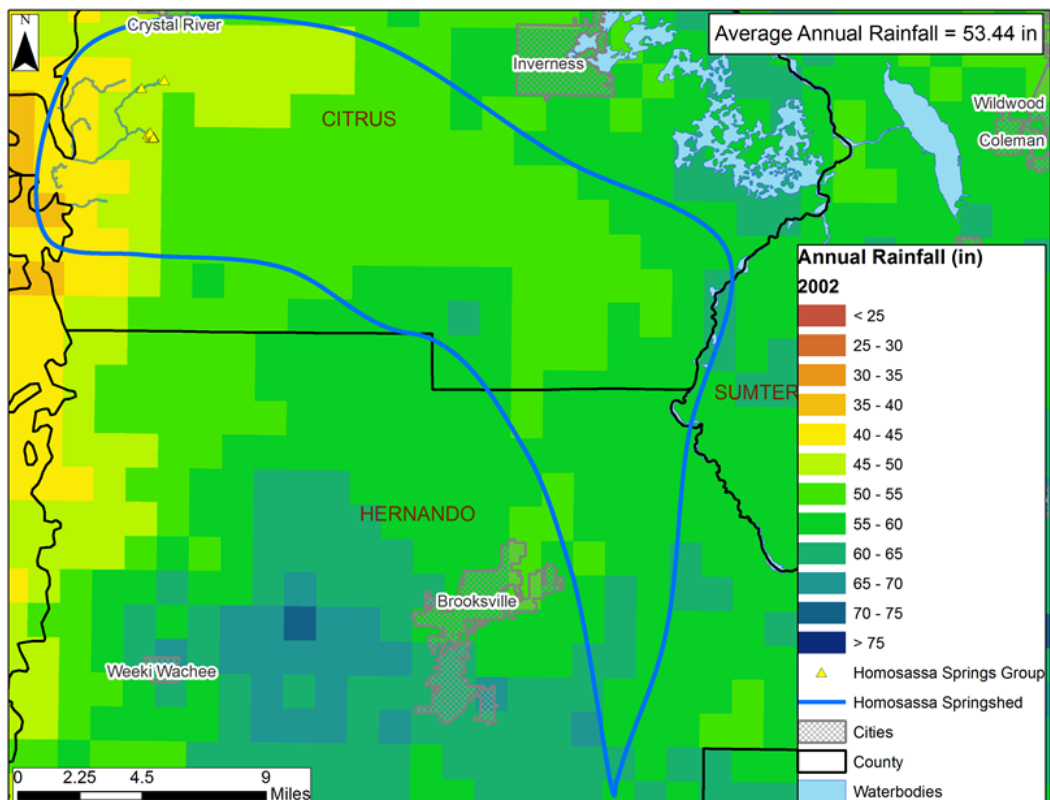 N
Crystal River
Average Annual Rainfall = 53.44 in
Inverness
CITRUS
Wildwood
Coleman
Annual Rainfall (in)
2002
< 25
25 - 30
30 - 35
35 - 40
40 - 45
45 - 50
50 - 55
55 - 60
60 - 65
65 - 70
70 - 75
> 75
Homosassa Springs Group
Homosassa Springshed
Cities
County
Waterbodies
SUMTER
HERNANDO
Brooksville
Weeki Wachee
0 2.25 4.5 9
Miles